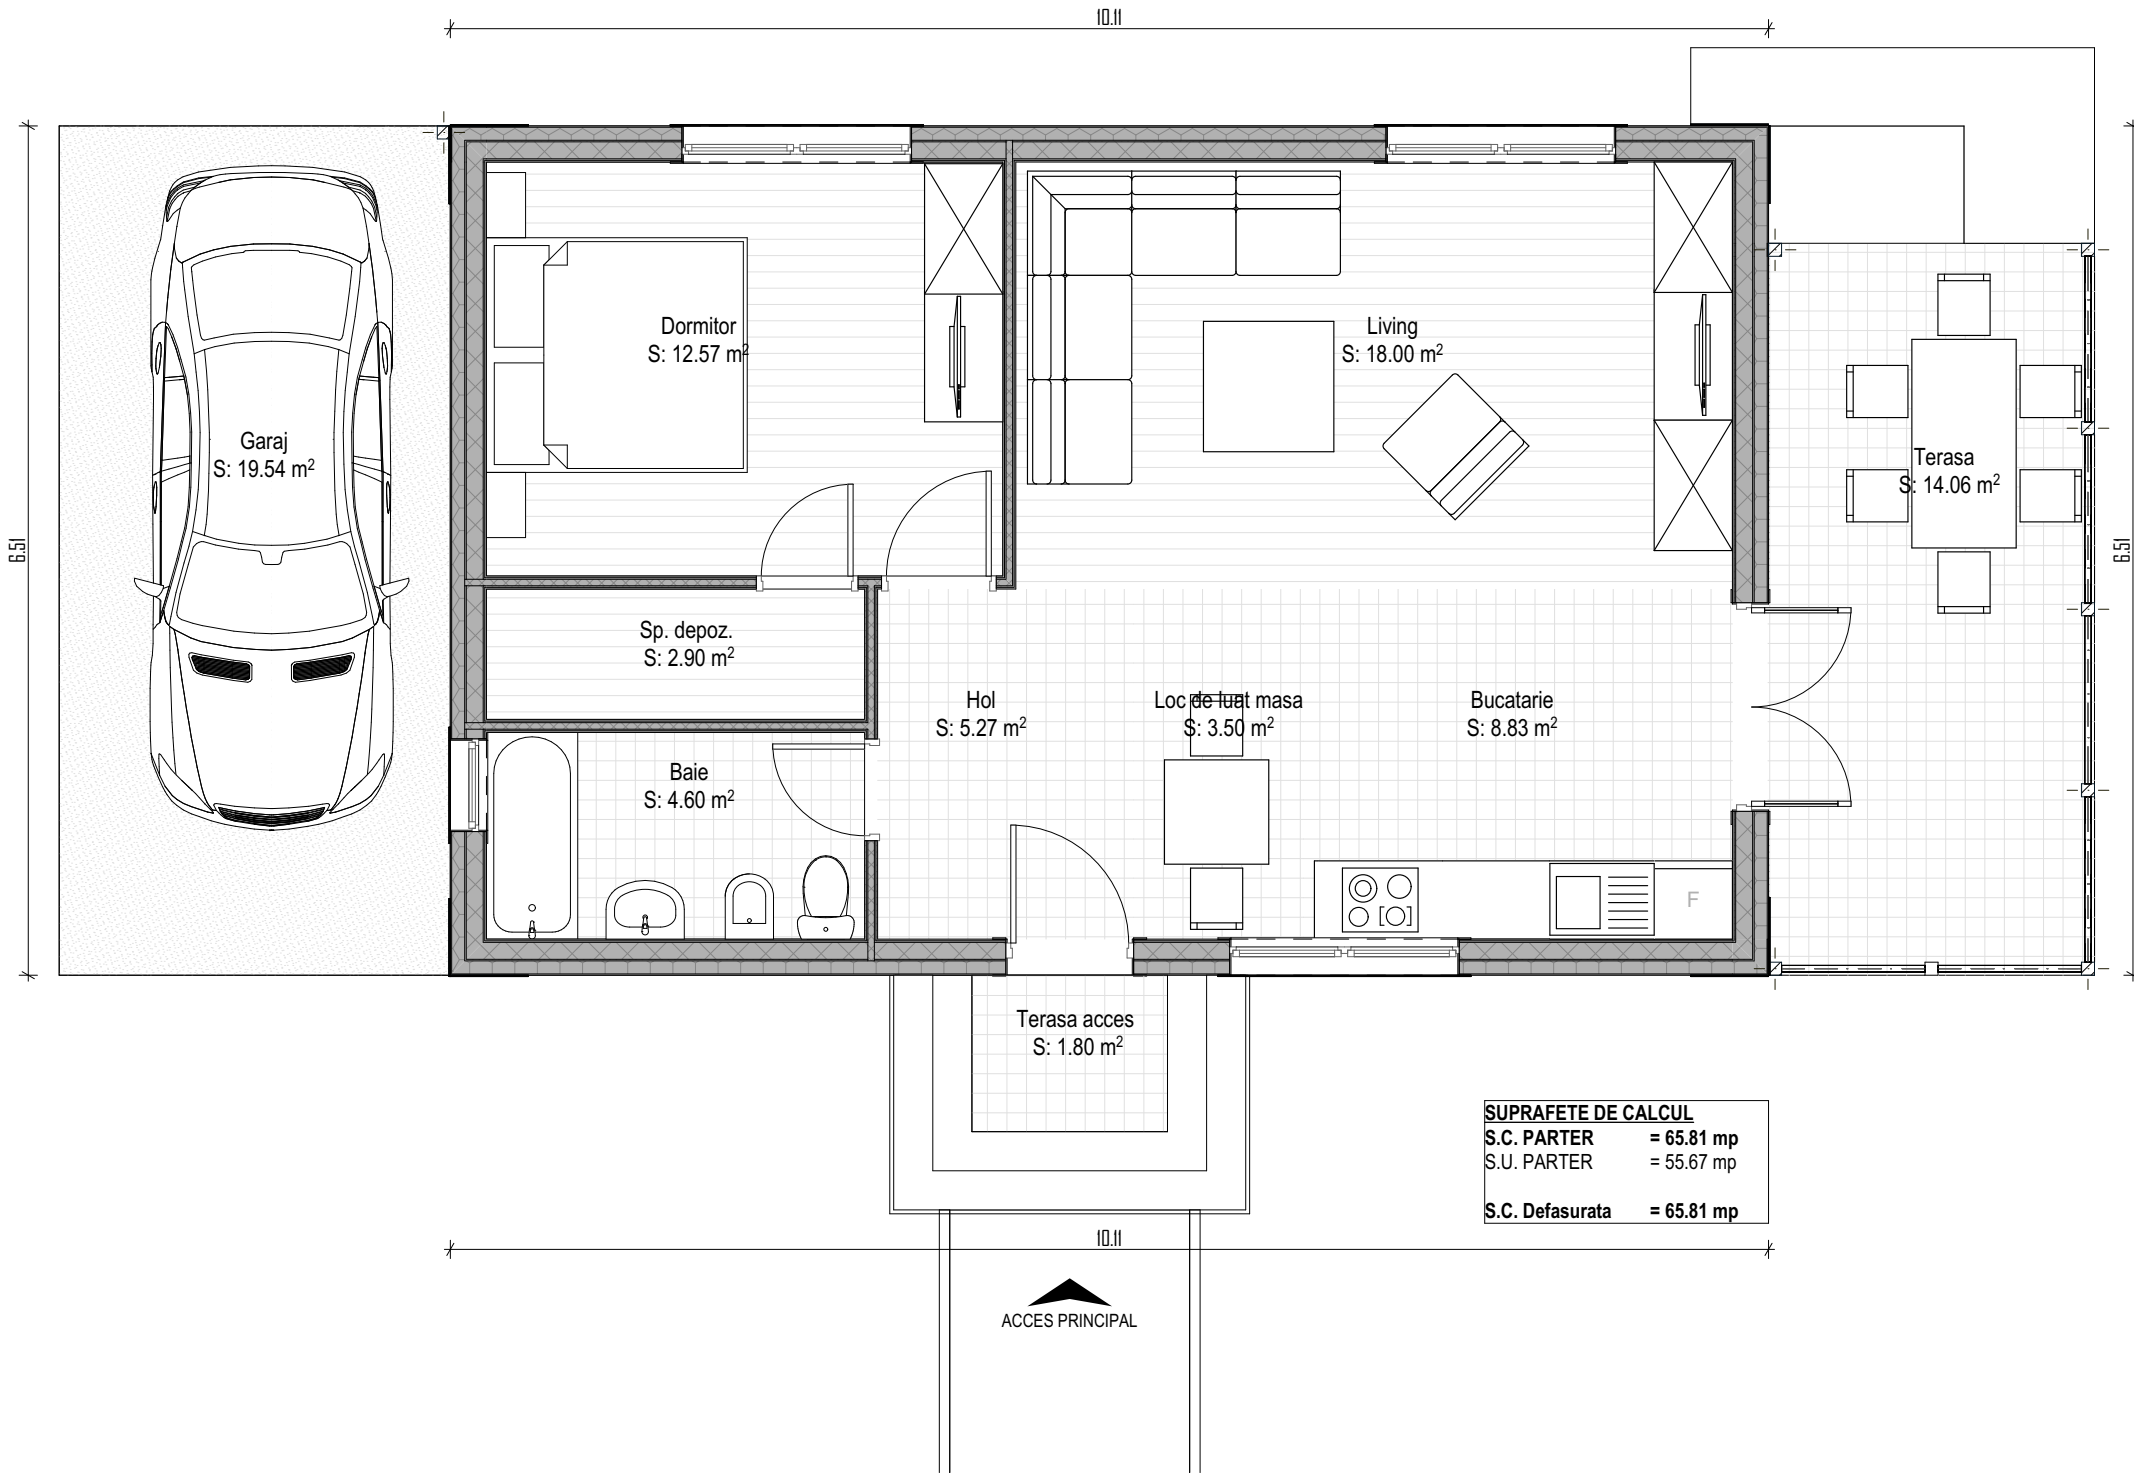 10.11
Dormitor
S: 12.57 m²
Living
S: 18.00 m²
Garaj
S: 19.54 m²
Terasa
S: 14.06 m²
6.51
6.51
Sp. depoz.
S: 2.90 m²
Hol
S: 5.27 m²
Loc de luat masa
S: 3.50 m²
Bucatarie
S: 8.83 m²
Baie
S: 4.60 m²
F
Terasa acces
S: 1.80 m²
SUPRAFETE DE CALCUL
S.C. PARTER = 65.81 mp
S.U. PARTER = 55.67 mp
S.C. Defasurata = 65.81 mp
10.11
ACCES PRINCIPAL